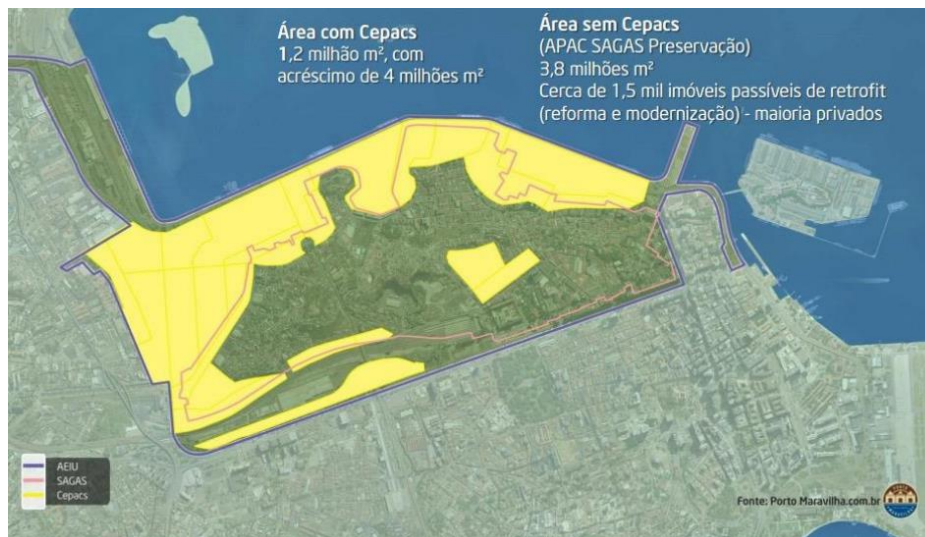 Área com Cepacs
1,2 milhão m², com
acréscimo de 4 milhões m²
Área sem Cepacs
(APAC SAGAS Preservação)
3,8 milhões m²
Cerca de 1,5 mil imóveis passíveis de retrofit
(reforma e modernização) - maioria privados
AEIU
SAGAS
Cepacs
Fonte: Porto Maravilha.com.br